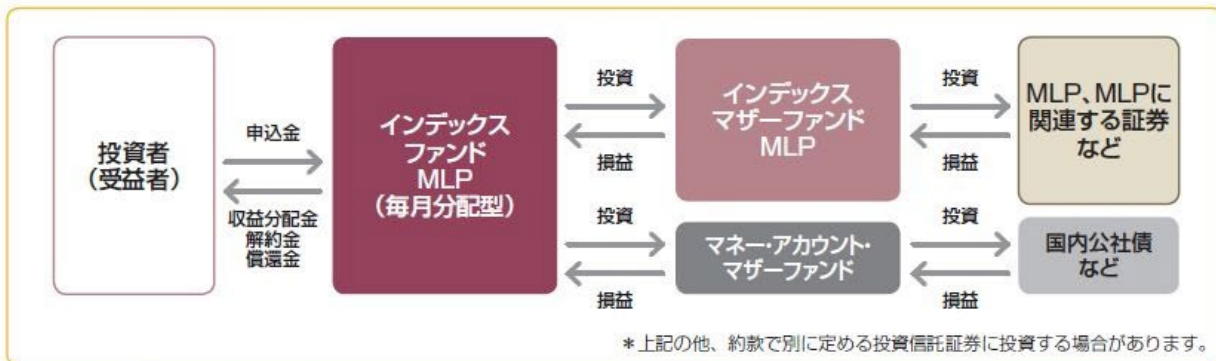 投資者
（受益者）
申込金
収益分配金
解約金
償還金
インデックス
ファンド
MLP
（毎月分配型）
投資
損益
投資
損益
インデックス
マザーファンド
MLP
マネー・アカウント・
マザーファンド
投資
損益
投資
損益
MLP、MLPに
関連する証券
など
国内公社債
など
＊上記の他、約款で別に定める投資信託証券に投資する場合があります。